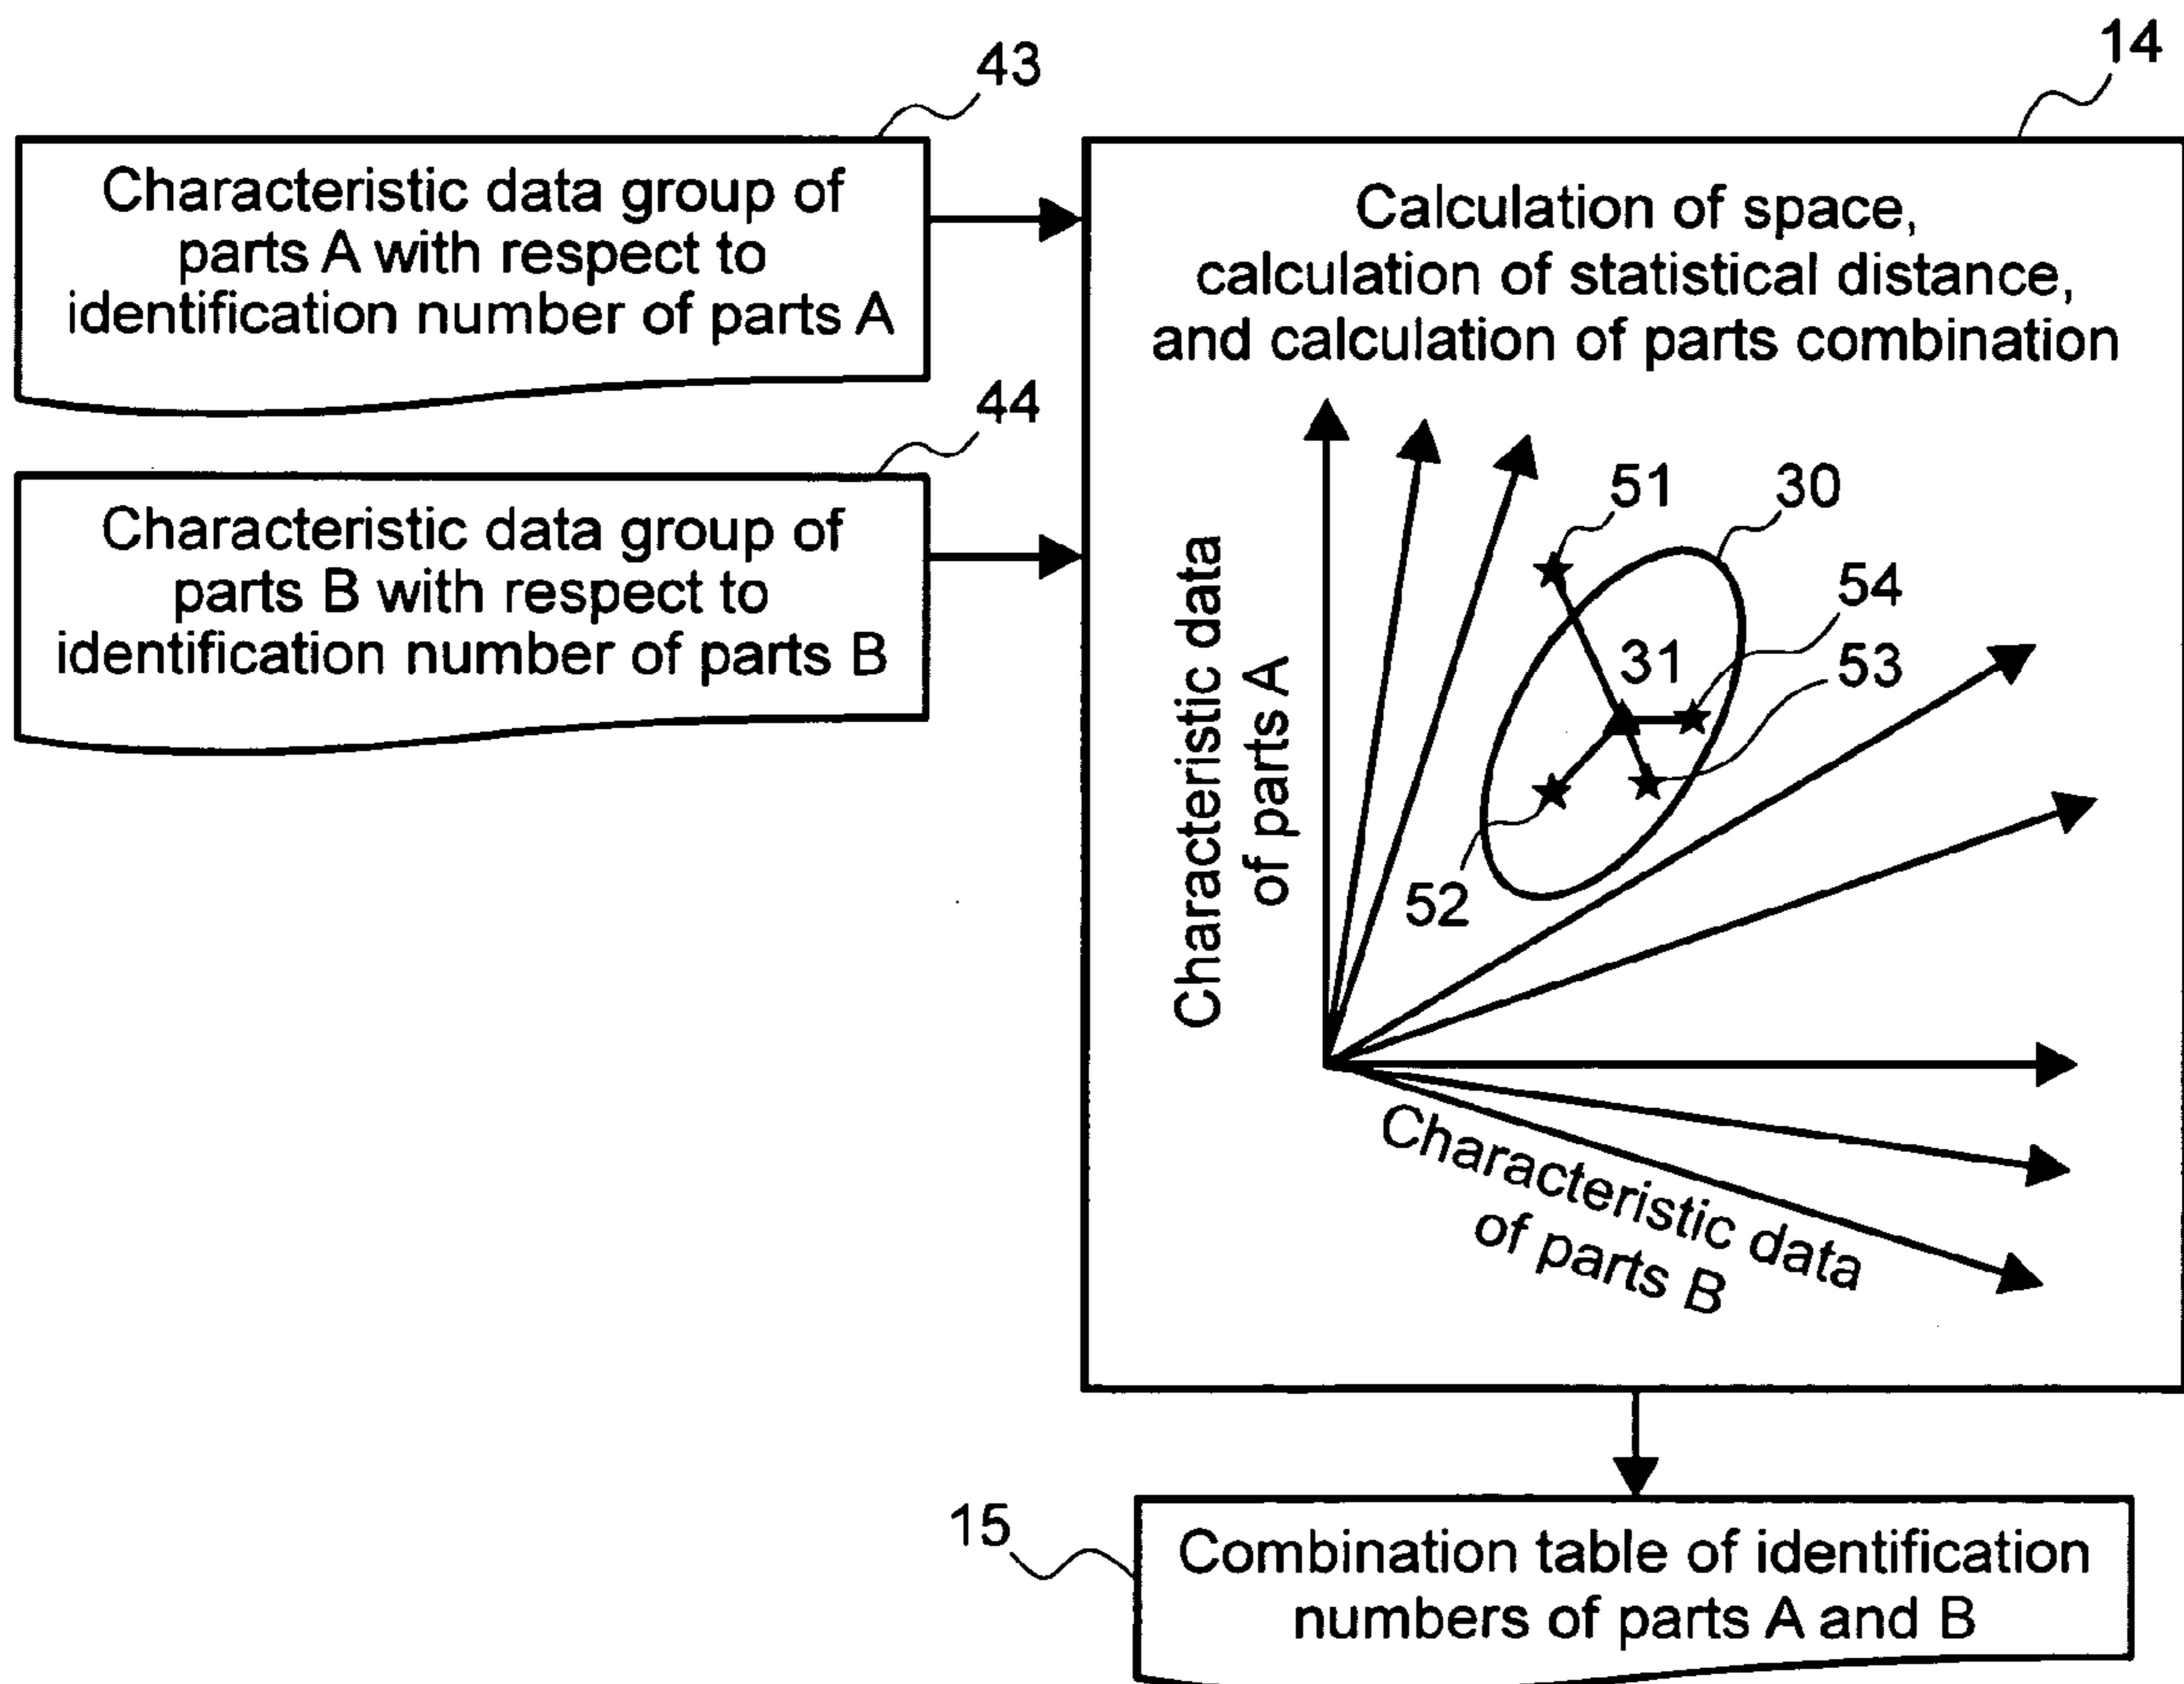 43
14
Characteristic data group of
parts A with respect to
identification number of parts A
44
Characteristic data group of
parts B with respect to
identification number of parts B
Calculation of space,
calculation of statistical distance,
and calculation of parts combination
51
30
54
31
53
52
Characteristic data
of parts A
Characteristic data
of parts B
15
Combination table of identification
numbers of parts A and B